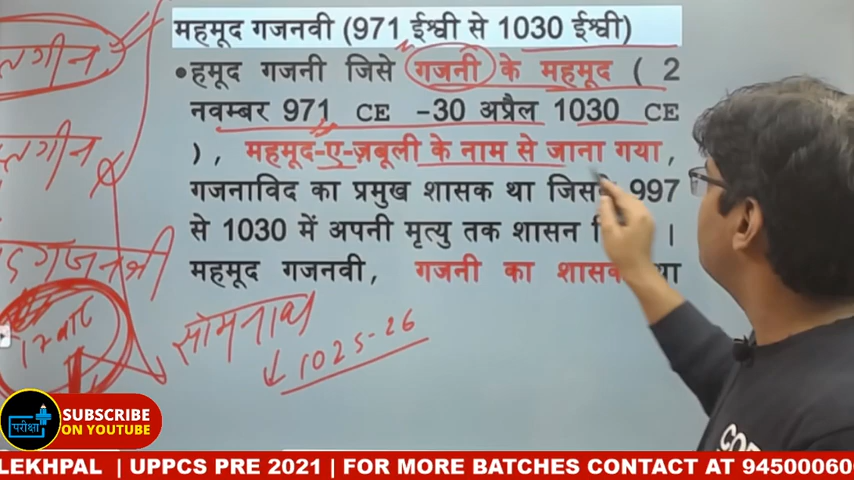 महमूद गजनवी (971 ईश्वी से 1030 ईश्वी)
•हमूद गजनी जिसे गजनी के महमूद ( 2
नवम्बर 971 CE -30 अप्रैल 1030 CE
), महमूद-ए-ज़बूली के नाम से जाना गया,
गजनाविद का प्रमुख शासक था जिसने 997
से 1030 में अपनी मृत्यु तक शासन ।
महमूद गजनवी, गजनी का शासक था
सोमनाथ
1025-26
17 बार
परीक्षा
SUBSCRIBE
ON YOUTUBE
LEKHPAL | UPPCS PRE 2021 | FOR MORE BATCHES CONTACT AT 945000060